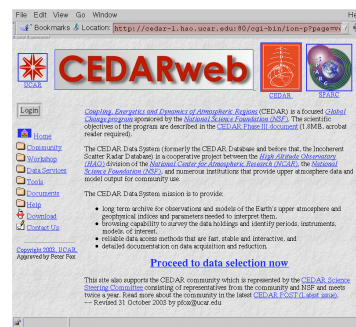 File Edit View Go Window He
Bookmarks Location: http://cedar-l.hao.ucar.edu:80/cgi-bin/ion-p?page=
CEDARweb
UCAR
CEDAR
SPARC
Login
Home
Community
Workshop
Data Services
Tools
Documents
Help
Download
Contact Us
Copyright 2003, UCAR.
Approved by Peter Fox
Coupling, Energetics and Dynamics of Atmospheric Regions (CEDAR) is a focused Global
Change program sponsored by the National Science Foundation (NSF). The scientific
objectives of the program are described in the CEDAR Phase III document (1.8MB, acrobat
reader required).
The CEDAR Data System (formerly the CEDAR Database and before that, the Incoherent
Scatter Radar Database) is a cooperative project between the High Altitude Observatory
(HAO) division of the National Center for Atmospheric Research (NCAR), the National
Science Foundation (NSF), and numerous institutions that provide upper atmosphere data and
model output for community use.
The CEDAR Data System mission is to provide:
• long term archive for observations and models of the Earth's upper atmosphere and
geophysical indices and parameters needed to interpret them,
• browsing capability to survey the data holdings and identify periods, instruments,
models, of interest,
• reliable data access methods that are fast, stable and interactive, and
• detailed documentation on data acquisition and reduction.
Proceed to data selection now
This site also supports the CEDAR community which is represented by the CEDAR Science
Steering Committee consisting of representatives from the community and NSF and meets
twice a year. Read more about the community in the latest CEDAR POST (Latest issue).
-- Revised 31 October 2003 by pfox@ucar.edu